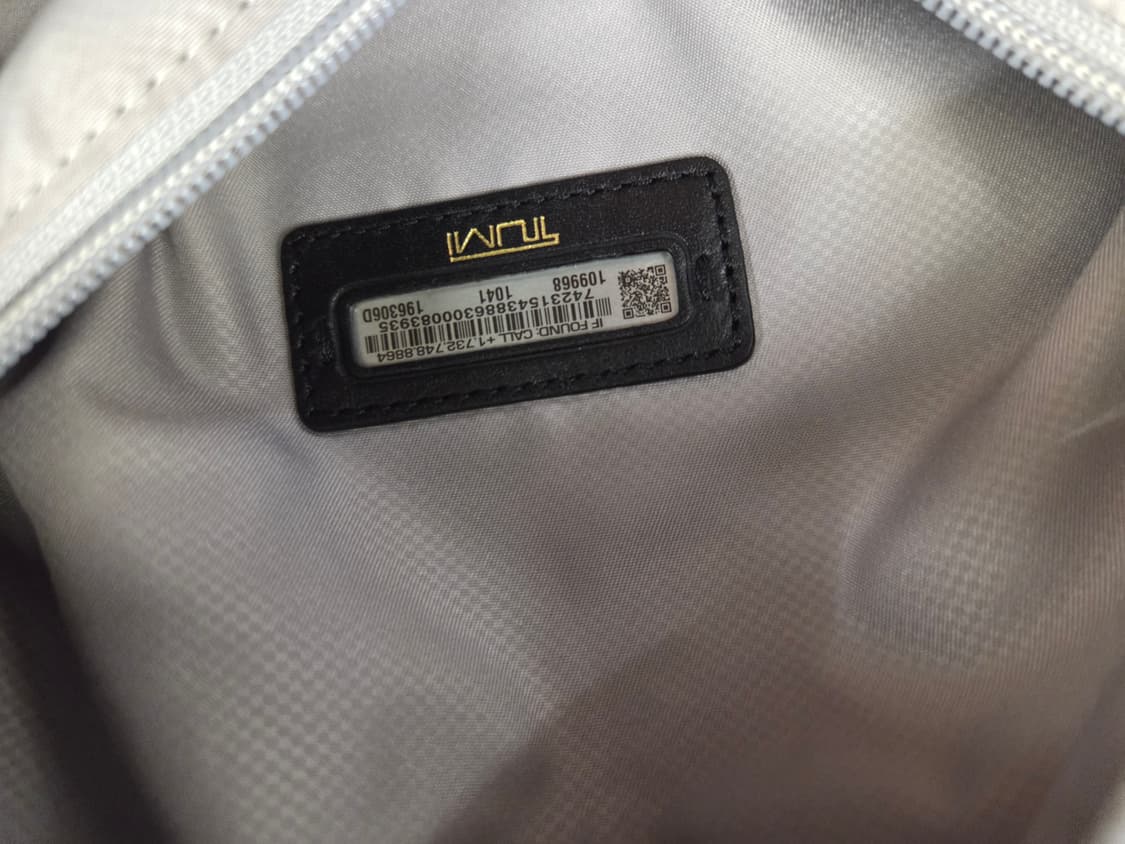 IF FOUND: CALL +1.732.748.8864
742315438863000083935
109968 1041 196306D
TUMI